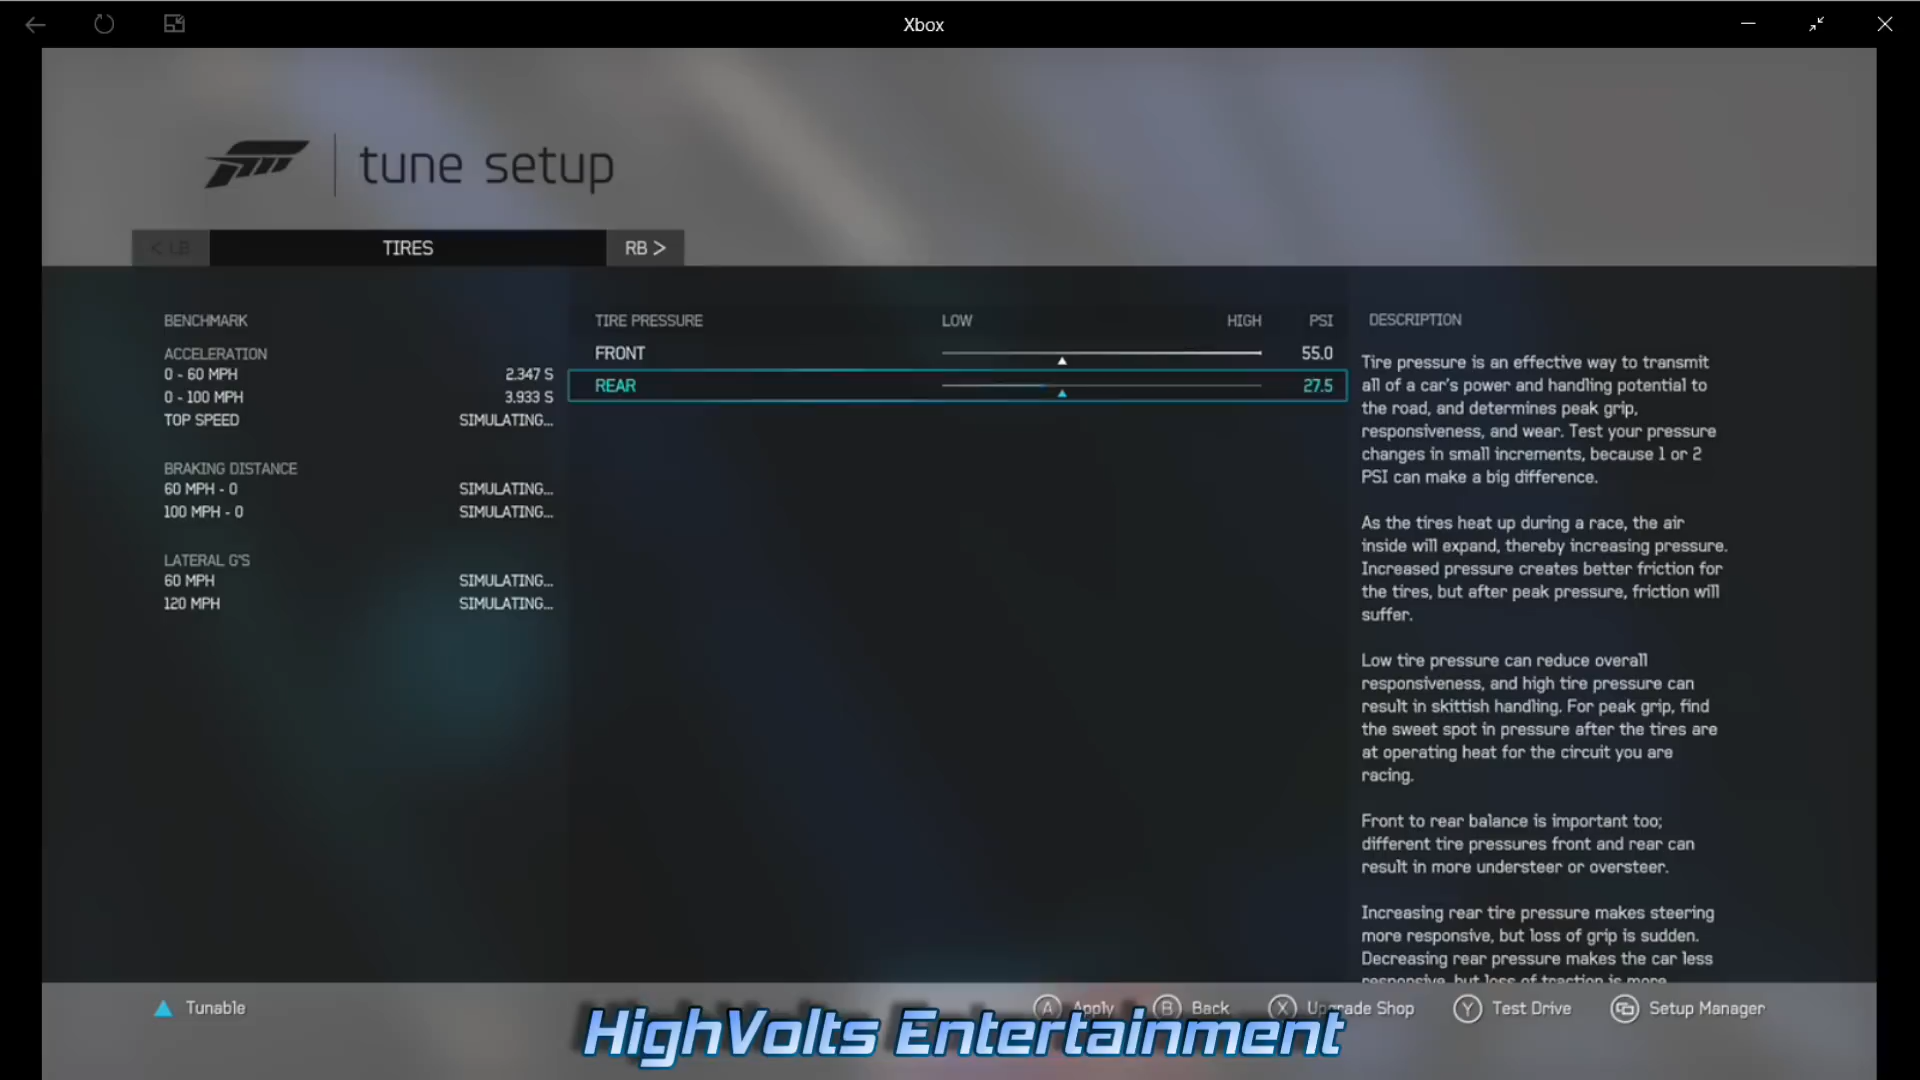 Xbox
tune setup
< LB
TIRES
RB >
BENCHMARK
ACCELERATION
0 - 60 MPH 2.347 S
0 - 100 MPH 3.933 S
TOP SPEED SIMULATING...
BRAKING DISTANCE
60 MPH - 0 SIMULATING...
100 MPH - 0 SIMULATING...
LATERAL G'S
60 MPH SIMULATING...
120 MPH SIMULATING...
TIRE PRESSURE LOW HIGH PSI
FRONT 55.0
REAR 27.5
DESCRIPTION
Tire pressure is an effective way to transmit
all of a car's power and handling potential to
the road, and determines peak grip,
responsiveness, and wear. Test your pressure
changes in small increments, because 1 or 2
PSI can make a big difference.
As the tires heat up during a race, the air
inside will expand, thereby increasing pressure.
Increased pressure creates better friction for
the tires, but after peak pressure, friction will
suffer.
Low tire pressure can reduce overall
responsiveness, and high tire pressure can
result in skittish handling. For peak grip, find
the sweet spot in pressure after the tires are
at operating heat for the circuit you are
racing.
Front to rear balance is important too;
different tire pressures front and rear can
result in more understeer or oversteer.
Increasing rear tire pressure makes steering
more responsive, but loss of grip is sudden.
Decreasing rear pressure makes the car less
responsive, but loss of traction is more
Tunable
A Apply B Back X Upgrade Shop Y Test Drive Setup Manager
HighVolts Entertainment